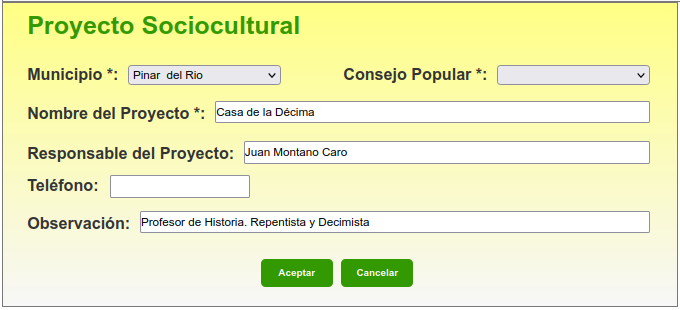 Proyecto Sociocultural
Municipio *: Pinar del Rio Consejo Popular *:
Nombre del Proyecto *: Casa de la Décima
Responsable del Proyecto: Juan Montano Caro
Teléfono:
Observación: Profesor de Historia. Repentista y Decimista
Aceptar Cancelar